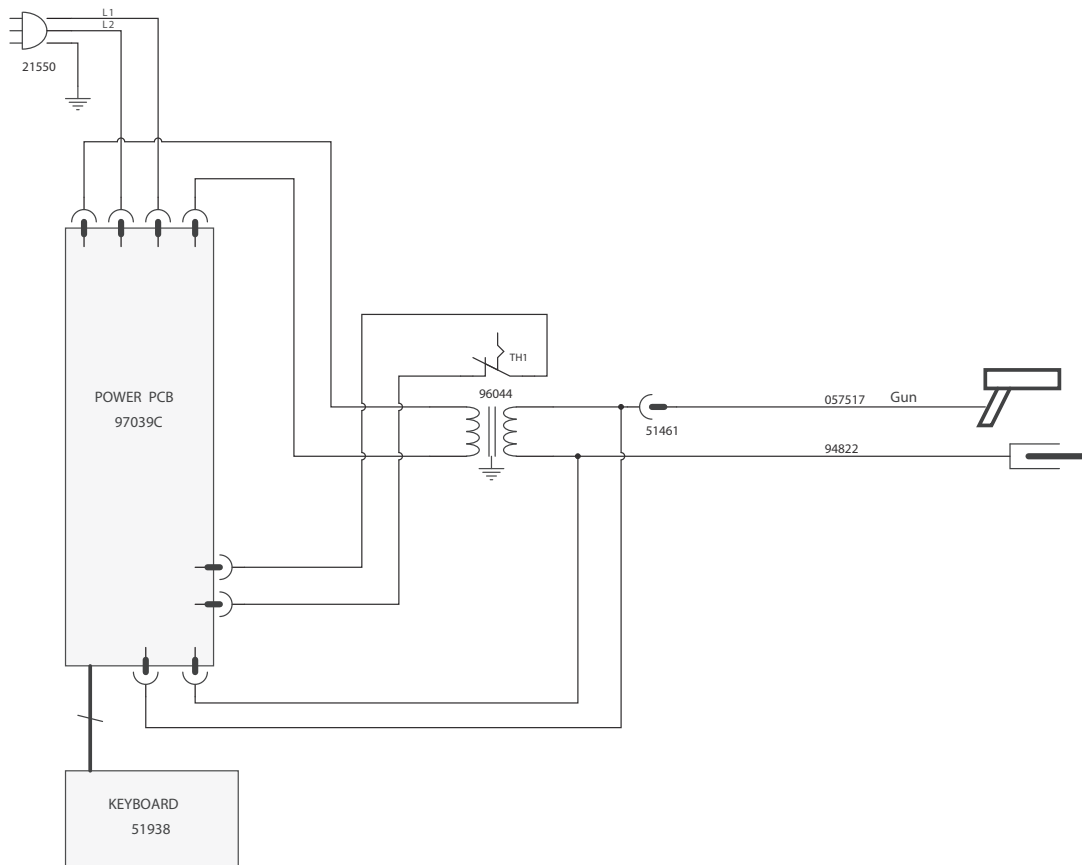 L1
L2
21550
TH1
96044
POWER PCB
97039C
057517 Gun
51461
94822
KEYBOARD
51938